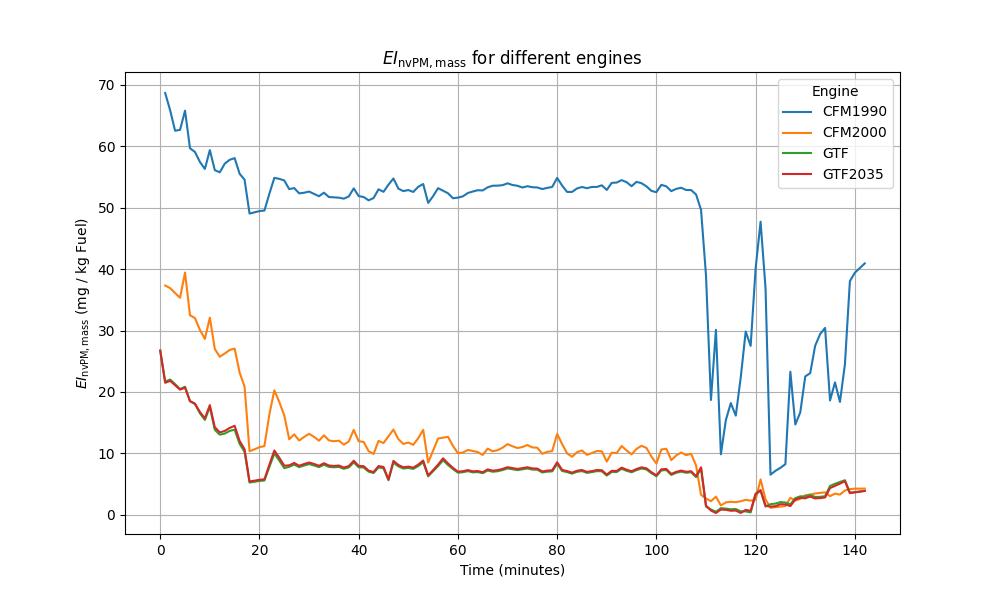 EI_nvPM, mass for different engines
Engine
CFM1990
CFM2000
GTF
GTF2035
EI_nvPM, mass (mg / kg Fuel)
70
60
50
40
30
20
10
0
0 20 40 60 80 100 120 140
Time (minutes)